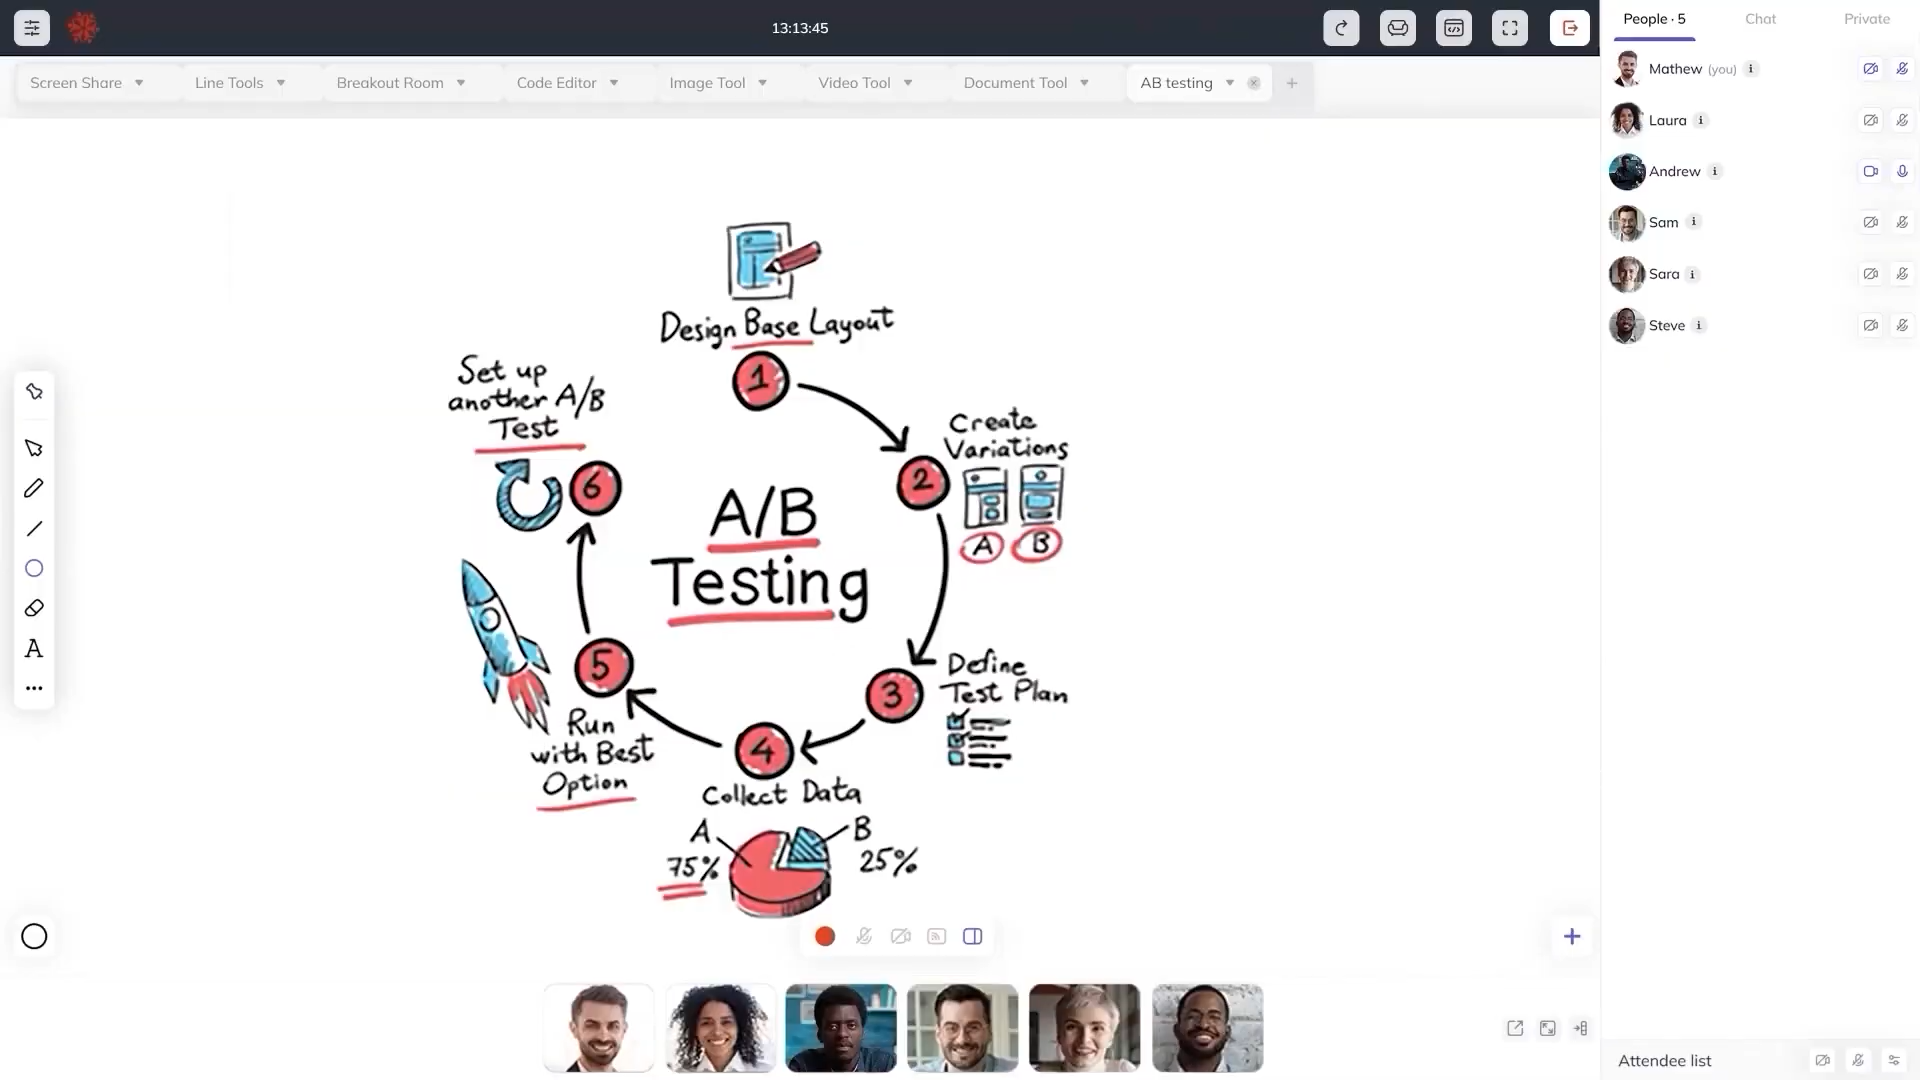 13:13:45
People · 5
Chat
Private
Screen Share
Line Tools
Breakout Room
Code Editor
Image Tool
Video Tool
Document Tool
AB testing
Mathew (you)
Laura
Andrew
Sam
Sara
Steve
Design Base Layout
1
Set up
another A/B
Test
6
Create
Variations
2
A B
A/B
Testing
5
Run
with Best
Option
3
Define
Test Plan
4
Collect Data
A
75%
B
25%
A
Attendee list